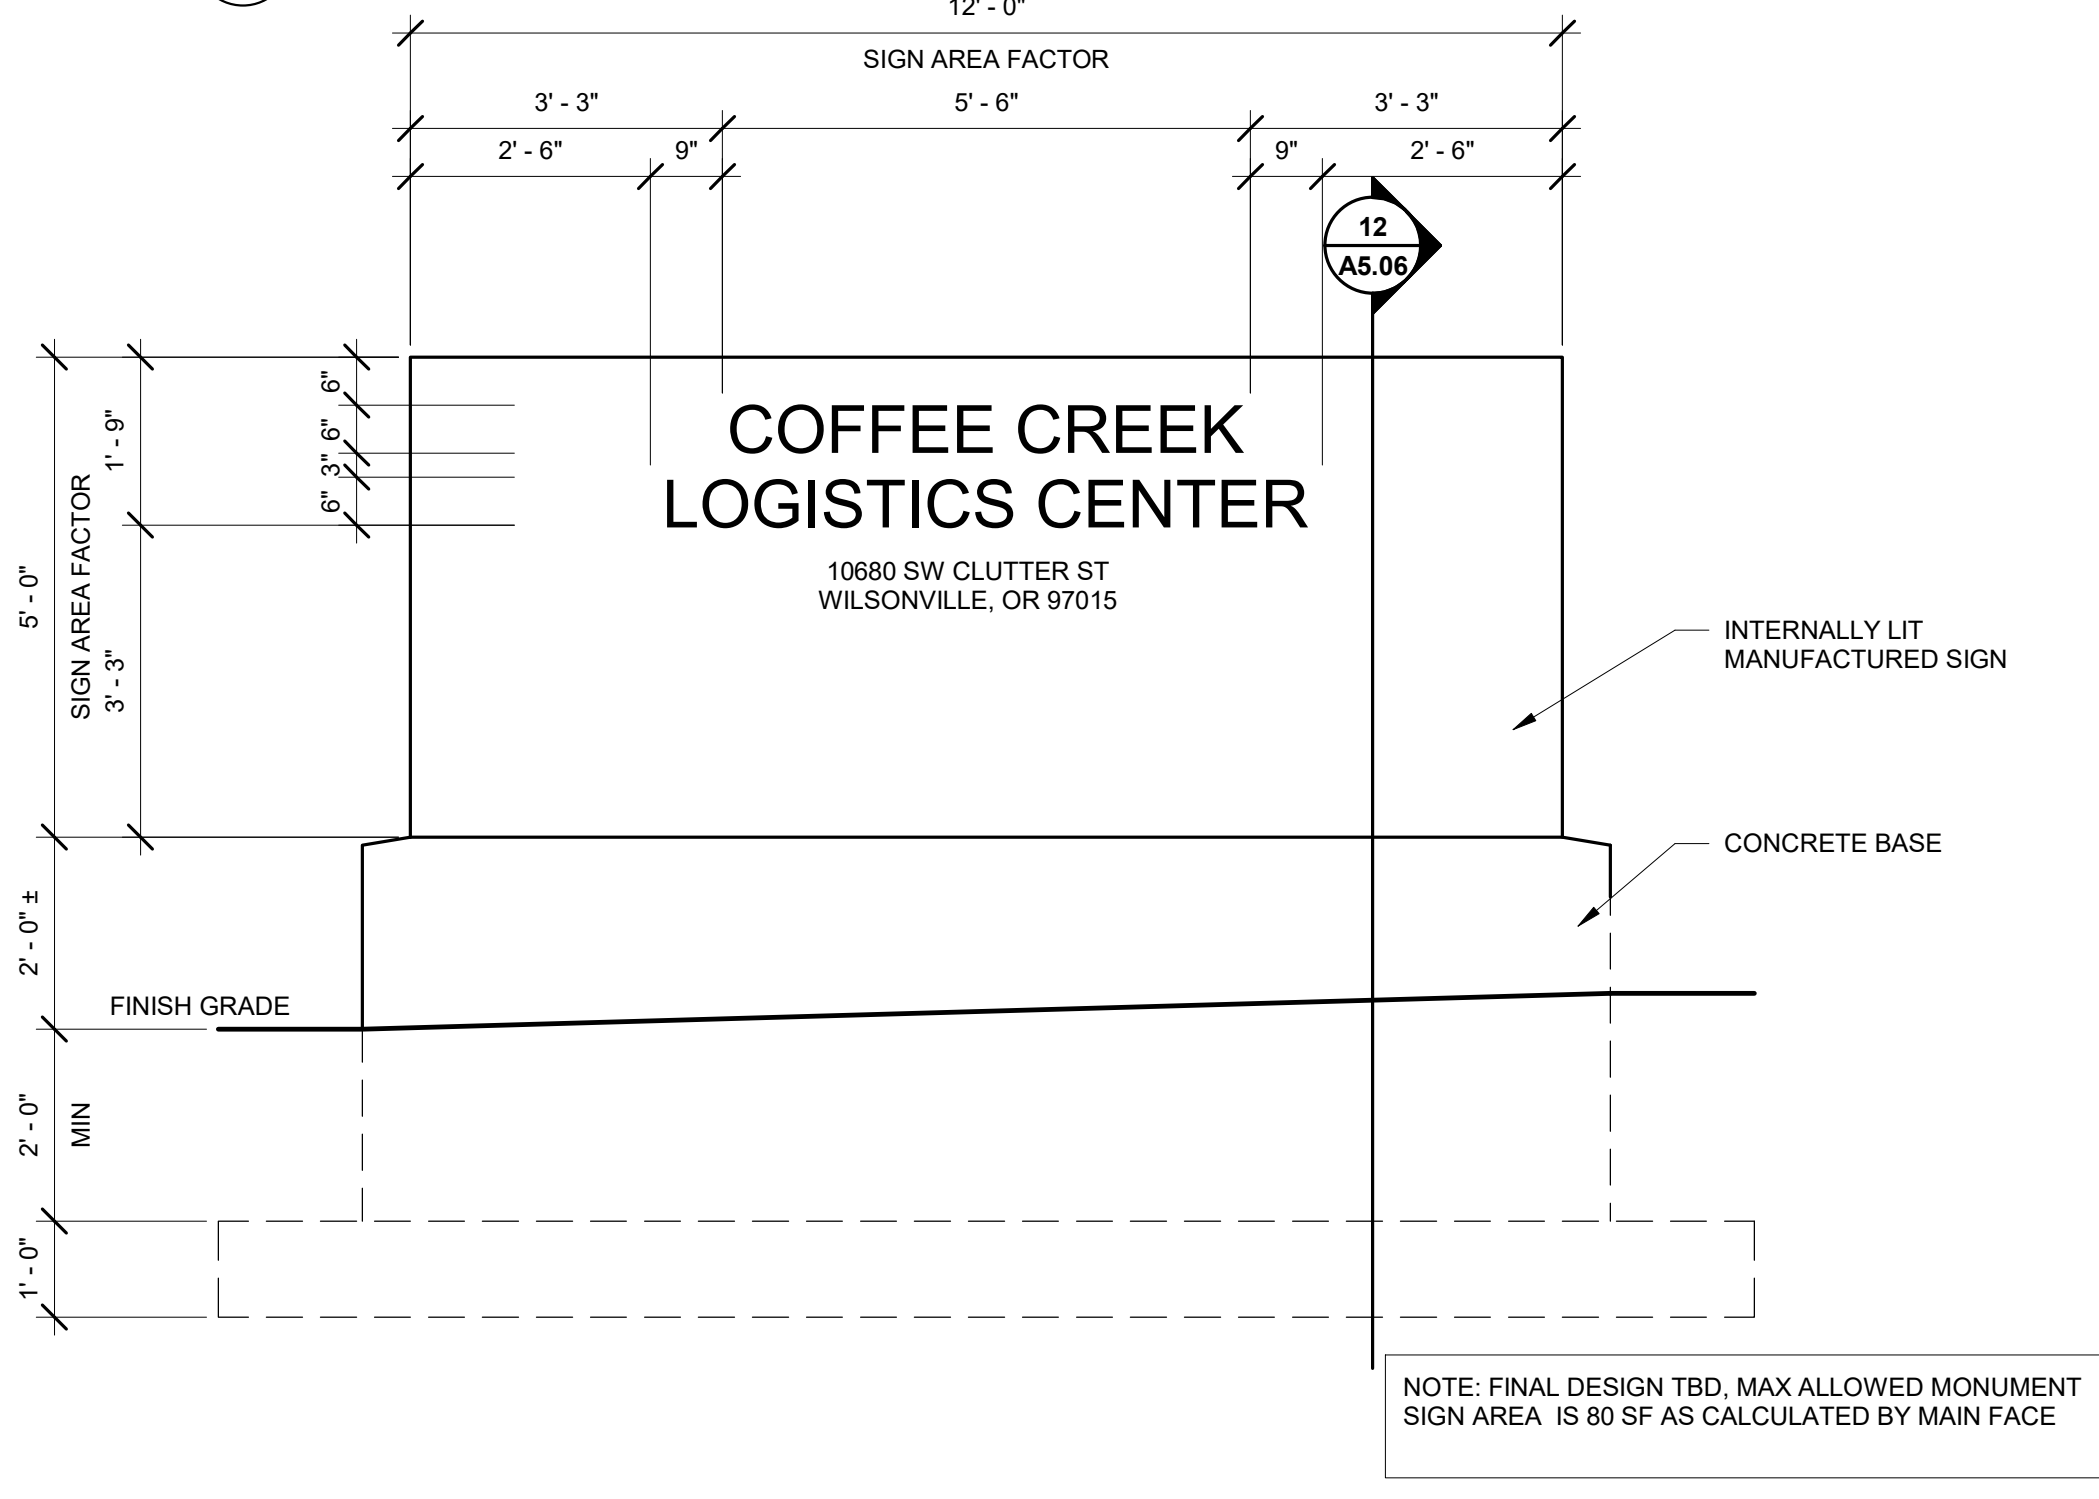 12' - 0"
SIGN AREA FACTOR
3' - 3"
5' - 6"
3' - 3"
2' - 6"
9"
9"
2' - 6"
12
A5.06
6"
6"
3"
6"
1' - 9"
3' - 3"
SIGN AREA FACTOR
5' - 0"
COFFEE CREEK
LOGISTICS CENTER
10680 SW CLUTTER ST
WILSONVILLE, OR 97015
INTERNALLY LIT
MANUFACTURED SIGN
CONCRETE BASE
2' - 0" ±
FINISH GRADE
2' - 0"
MIN
1' - 0"
NOTE: FINAL DESIGN TBD, MAX ALLOWED MONUMENT
SIGN AREA IS 80 SF AS CALCULATED BY MAIN FACE